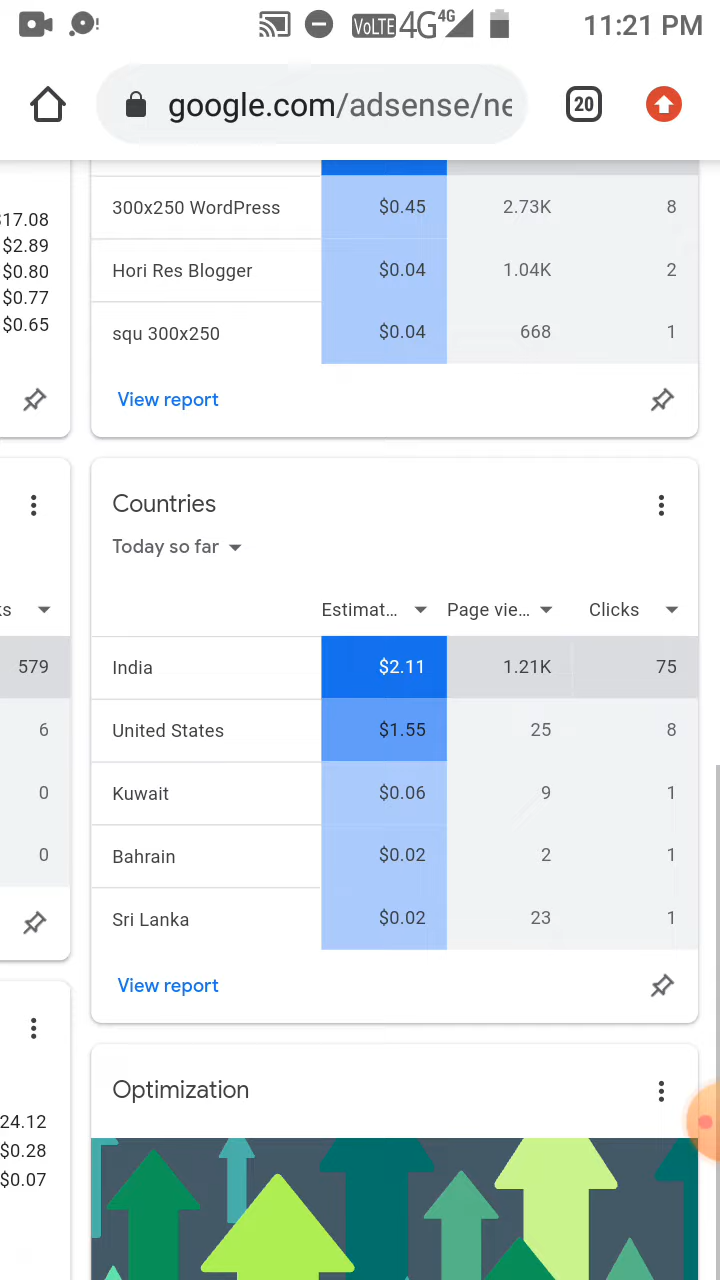 VoLTE 4G 4G 11:21 PM
google.com/adsense/ne 20
17.08
$2.89
$0.80
$0.77
$0.65
300x250 WordPress $0.45 2.73K 8
Hori Res Blogger $0.04 1.04K 2
squ 300x250 $0.04 668 1
View report
Countries
Today so far
s
579
6
0
0
Estimat... Page vie... Clicks
India $2.11 1.21K 75
United States $1.55 25 8
Kuwait $0.06 9 1
Bahrain $0.02 2 1
Sri Lanka $0.02 23 1
View report
Optimization
24.12
$0.28
$0.07